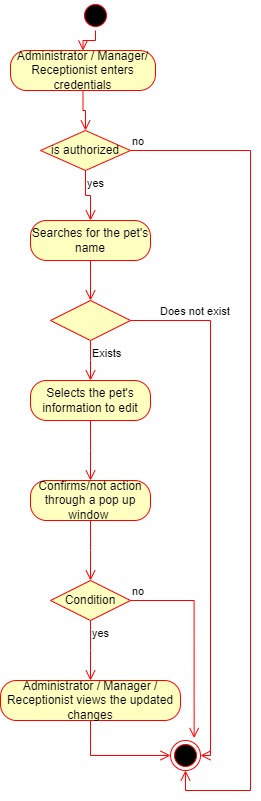 Administrator / Manager/
Receptionist enters
credentials
is authorized
no
yes
Searches for the pet's
name
Does not exist
Exists
Selects the pet's
information to edit
Confirms/not action
through a pop up
window
Condition
no
yes
Administrator / Manager /
Receptionist views the updated
changes